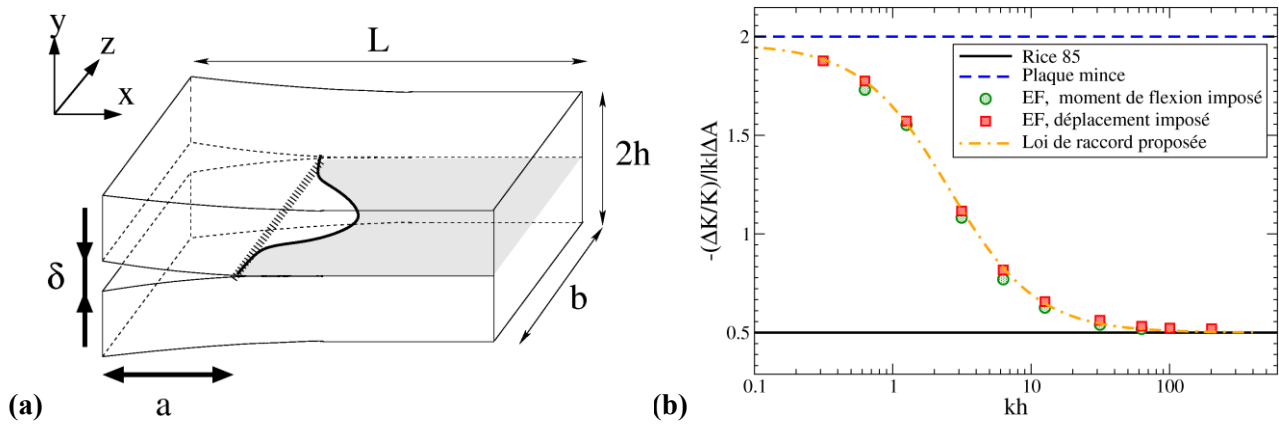 y
z
x
L
2h
δ
b
a
(a)
-(ΔK/K)/|k|ΔA
2
1.5
1
0.5
Rice 85
Plaque mince
EF, moment de flexion imposé
EF, déplacement imposé
Loi de raccord proposée
0.1
1
10
100
kh
(b)